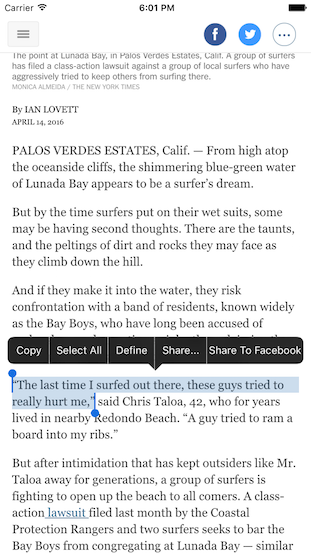 Carrier 6:01 PM
The point at Lunada Bay, in Palos Verdes Estates, Calif. A group of surfers
has filed a class-action lawsuit against a group of local surfers who have
aggressively tried to keep others from surfing there.
MONICA ALMEIDA / THE NEW YORK TIMES
By IAN LOVETT
APRIL 14, 2016
PALOS VERDES ESTATES, Calif. — From high atop
the oceanside cliffs, the shimmering blue-green water
of Lunada Bay appears to be a surfer’s dream.
But by the time surfers put on their wet suits, some
may be having second thoughts. There are the taunts,
and the peltings of dirt and rocks they may face as
they climb down the hill.
And if they make it into the water, they risk
confrontation with a band of residents, known widely
as the Bay Boys, who have long been accused of
Copy Select All Define Share... Share To Facebook
“The last time I surfed out there, these guys tried to
really hurt me,” said Chris Taloa, 42, who for years
lived in nearby Redondo Beach. “A guy tried to ram a
board into my ribs.”
But after intimidation that has kept outsiders like Mr.
Taloa away for generations, a group of surfers is
fighting to open up the beach to all comers. A class-
action lawsuit filed last month by the Coastal
Protection Rangers and two surfers seeks to bar the
Bay Boys from congregating at Lunada Bay — similar